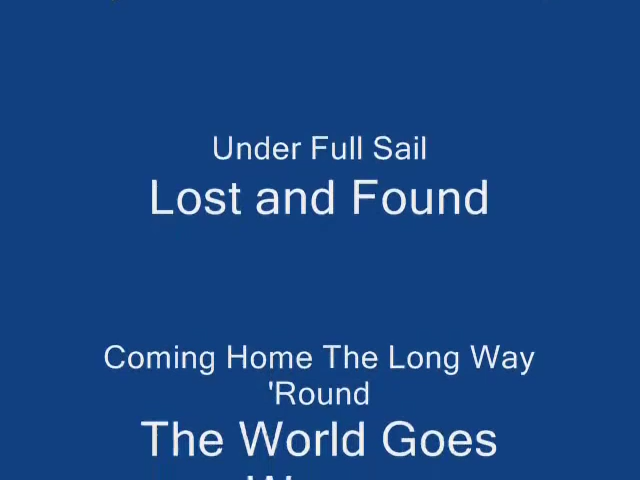 Under Full Sail
Lost and Found
Coming Home The Long Way
'Round
The World Goes